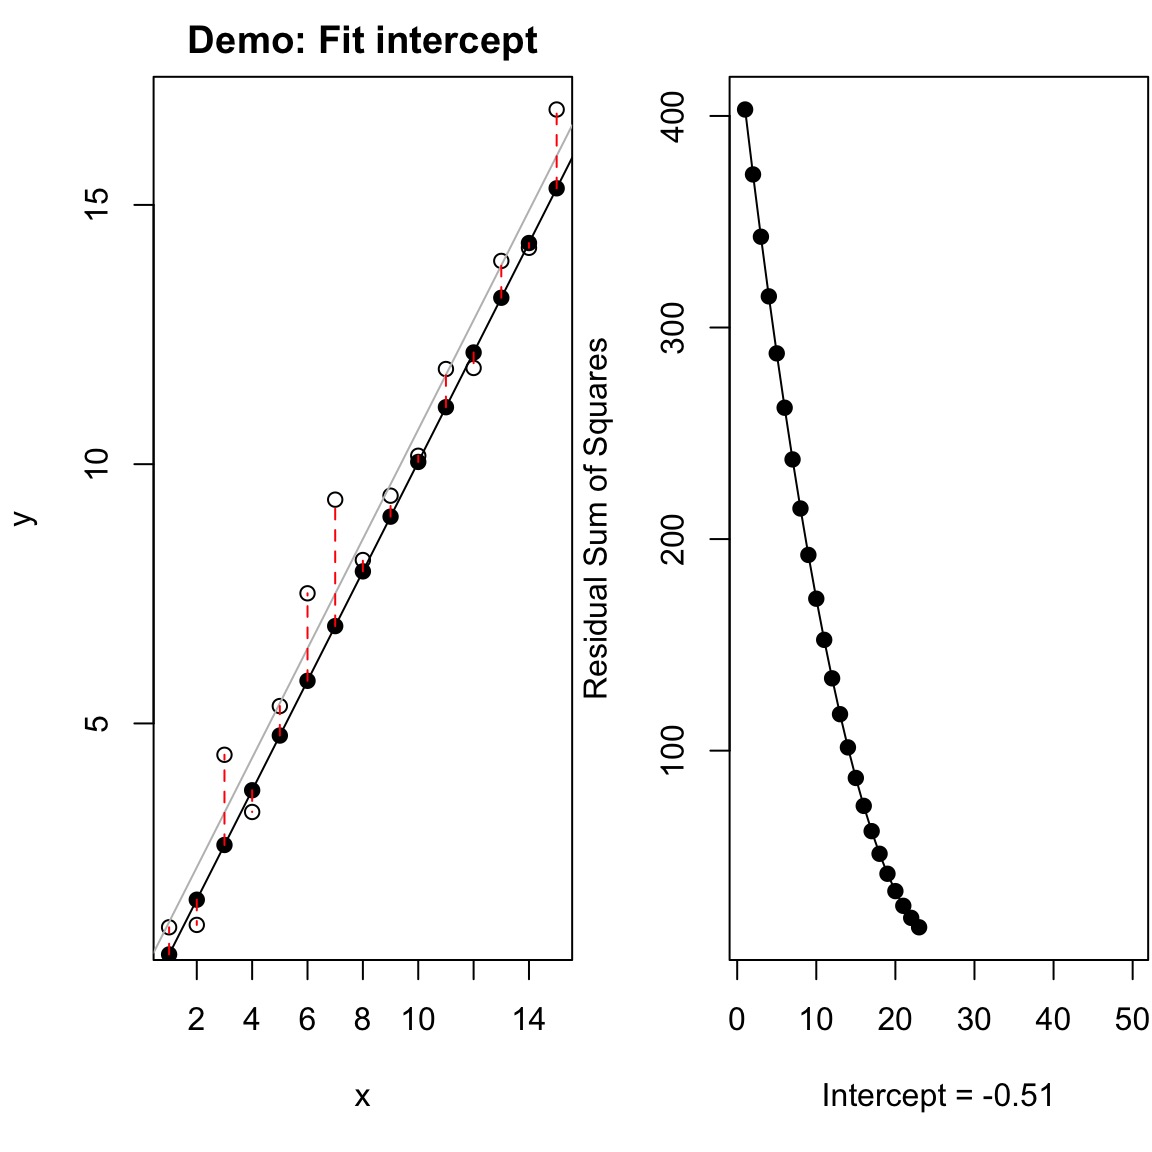 Demo: Fit intercept
y
15
10
5
2 4 6 8 10 14
x
Residual Sum of Squares
400
300
200
100
0 10 20 30 40 50
Intercept = -0.51